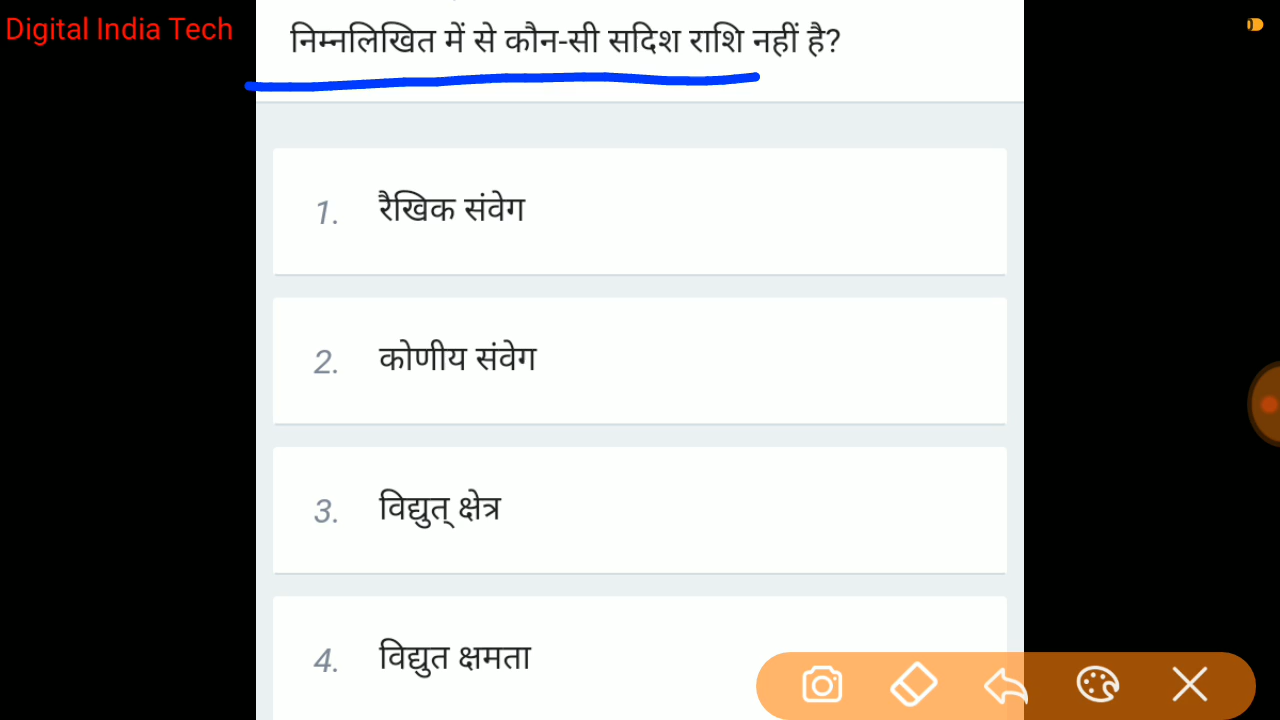 Digital India Tech
निम्नलिखित में से कौन-सी सदिश राशि नहीं है?
1. रैखिक संवेग
2. कोणीय संवेग
3. विद्युत् क्षेत्र
4. विद्युत क्षमता